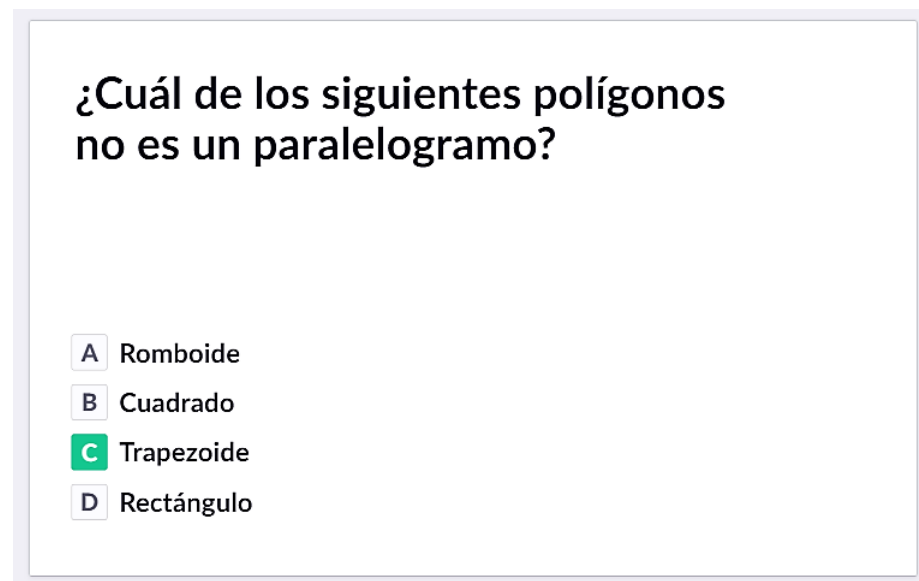 ¿Cuál de los siguientes polígonos
no es un paralelogramo?
A Romboide
B Cuadrado
C Trapezoide
D Rectángulo